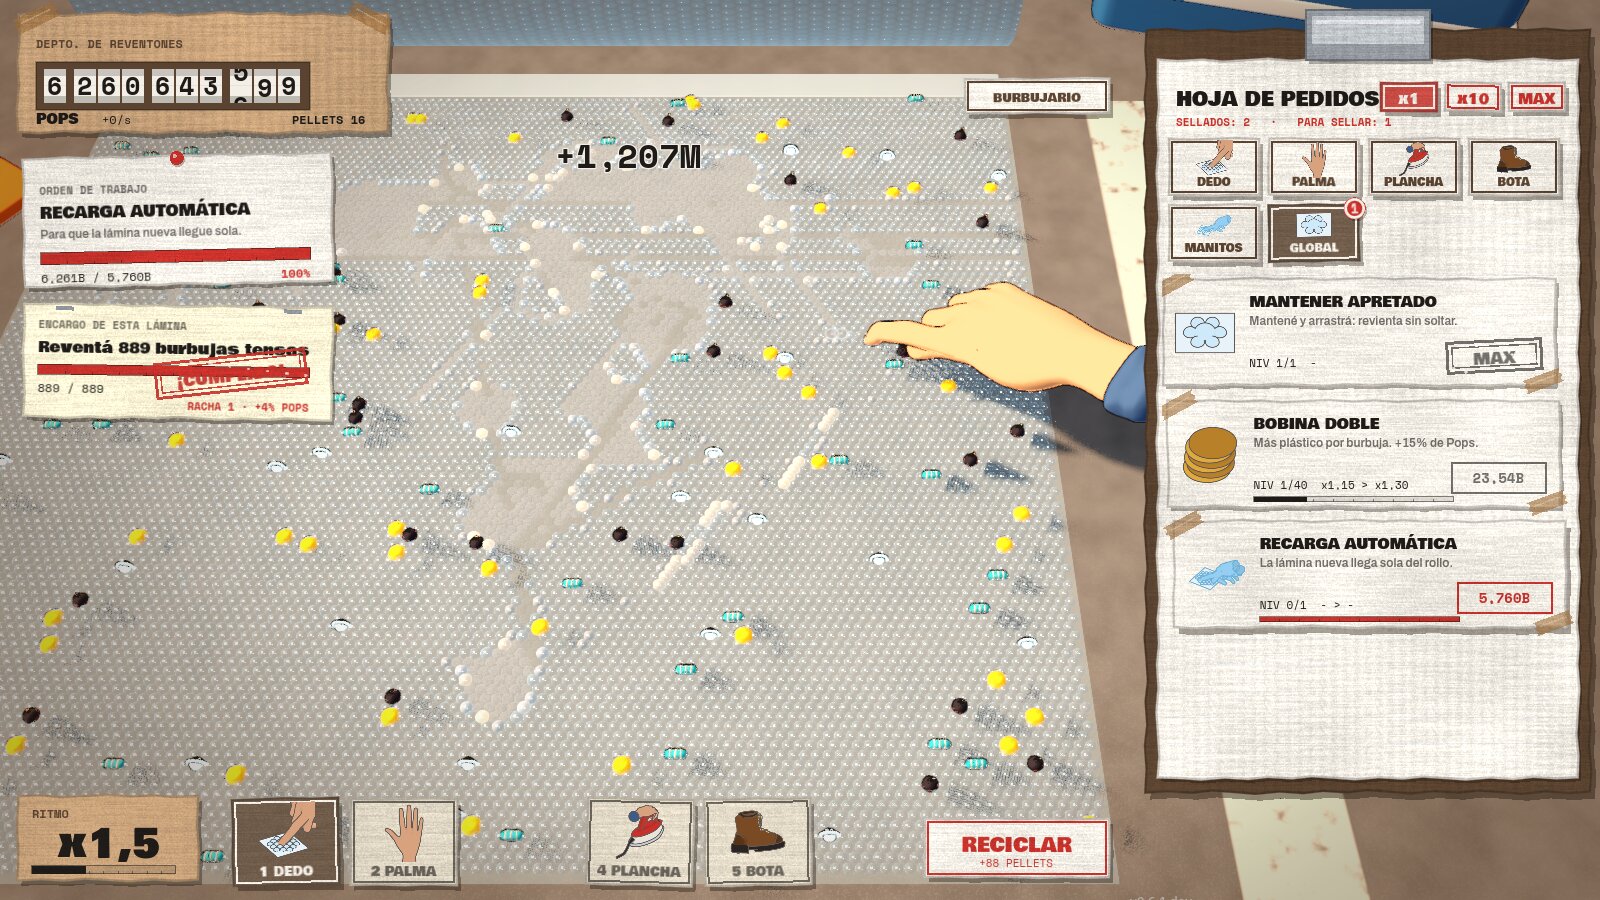 DEPTO. DE REVENTONES
6 260 643 99
POPS +0/s PELLETS 16
ORDEN DE TRABAJO
RECARGA AUTOMÁTICA
Para que la lámina nueva llegue sola.
6,261B / 5,760B 100%
ENCARGO DE ESTA LÁMINA
Reventá 889 burbujas tensas
889 / 889
RACHA 1 · +4% POPS
+1,207M
BURBUJARIO
HOJA DE PEDIDOS x1 x10 MAX
SELLADOS: 2 · PARA SELLAR: 1
DEDO PALMA PLANCHA BOTA
MANITOS GLOBAL 1
MANTENER APRETADO
Mantené y arrastrá: revienta sin soltar.
NIV 1/1 -
MAX
BOBINA DOBLE
Más plástico por burbuja. +15% de Pops.
NIV 1/40 x1,15 > x1,30
23,54B
RECARGA AUTOMÁTICA
La lámina nueva llega sola del rollo.
NIV 0/1 - > -
5,760B
RITMO
x1,5
1 DEDO 2 PALMA 4 PLANCHA 5 BOTA
RECICLAR
+88 PELLETS